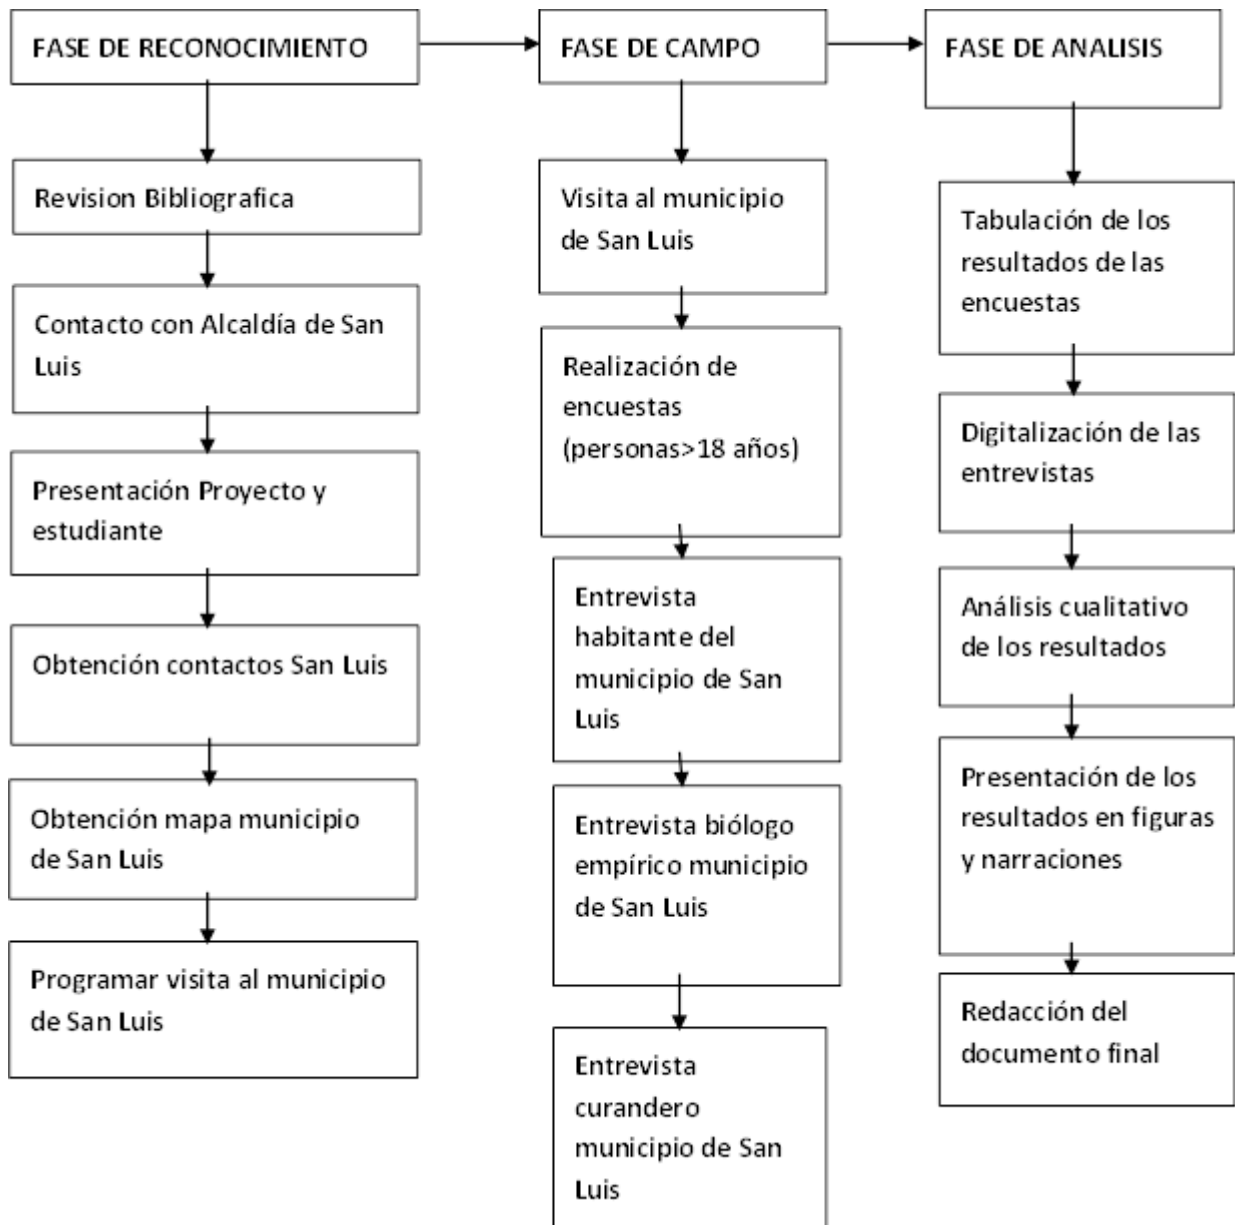 FASE DE RECONOCIMIENTO
Revision Bibliografica
Contacto con Alcaldía de San
Luis
Presentación Proyecto y
estudiante
Obtención contactos San Luis
Obtención mapa municipio
de San Luis
Programar visita al municipio
de San Luis
FASE DE CAMPO
Visita al municipio
de San Luis
Realización de
encuestas
(personas>18 años)
Entrevista
habitante del
municipio de San
Luis
Entrevista biólogo
empírico municipio
de San Luis
Entrevista
curandero
municipio de San
Luis
FASE DE ANALISIS
Tabulación de los
resultados de las
encuestas
Digitalización de las
entrevistas
Análisis cualitativo
de los resultados
Presentación de los
resultados en figuras
y narraciones
Redacción del
documento final